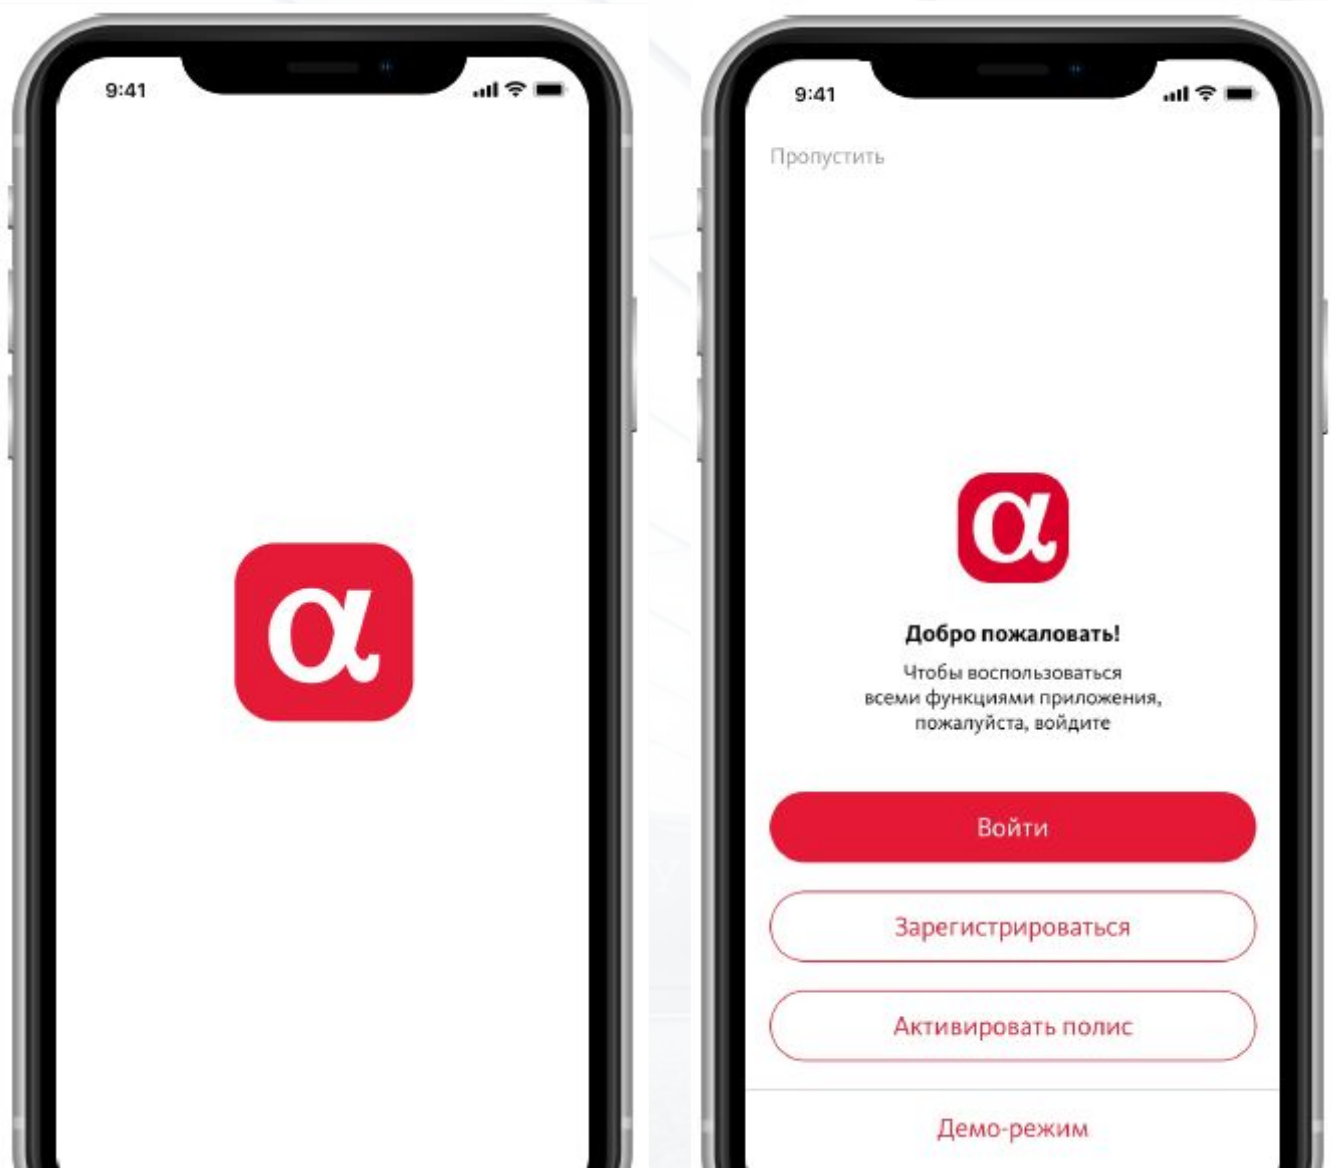 9:41
α
9:41
Пропустить
α
Добро пожаловать!
Чтобы воспользоваться
всеми функциями приложения,
пожалуйста, войдите
Войти
Зарегистрироваться
Активировать полис
Демо-режим